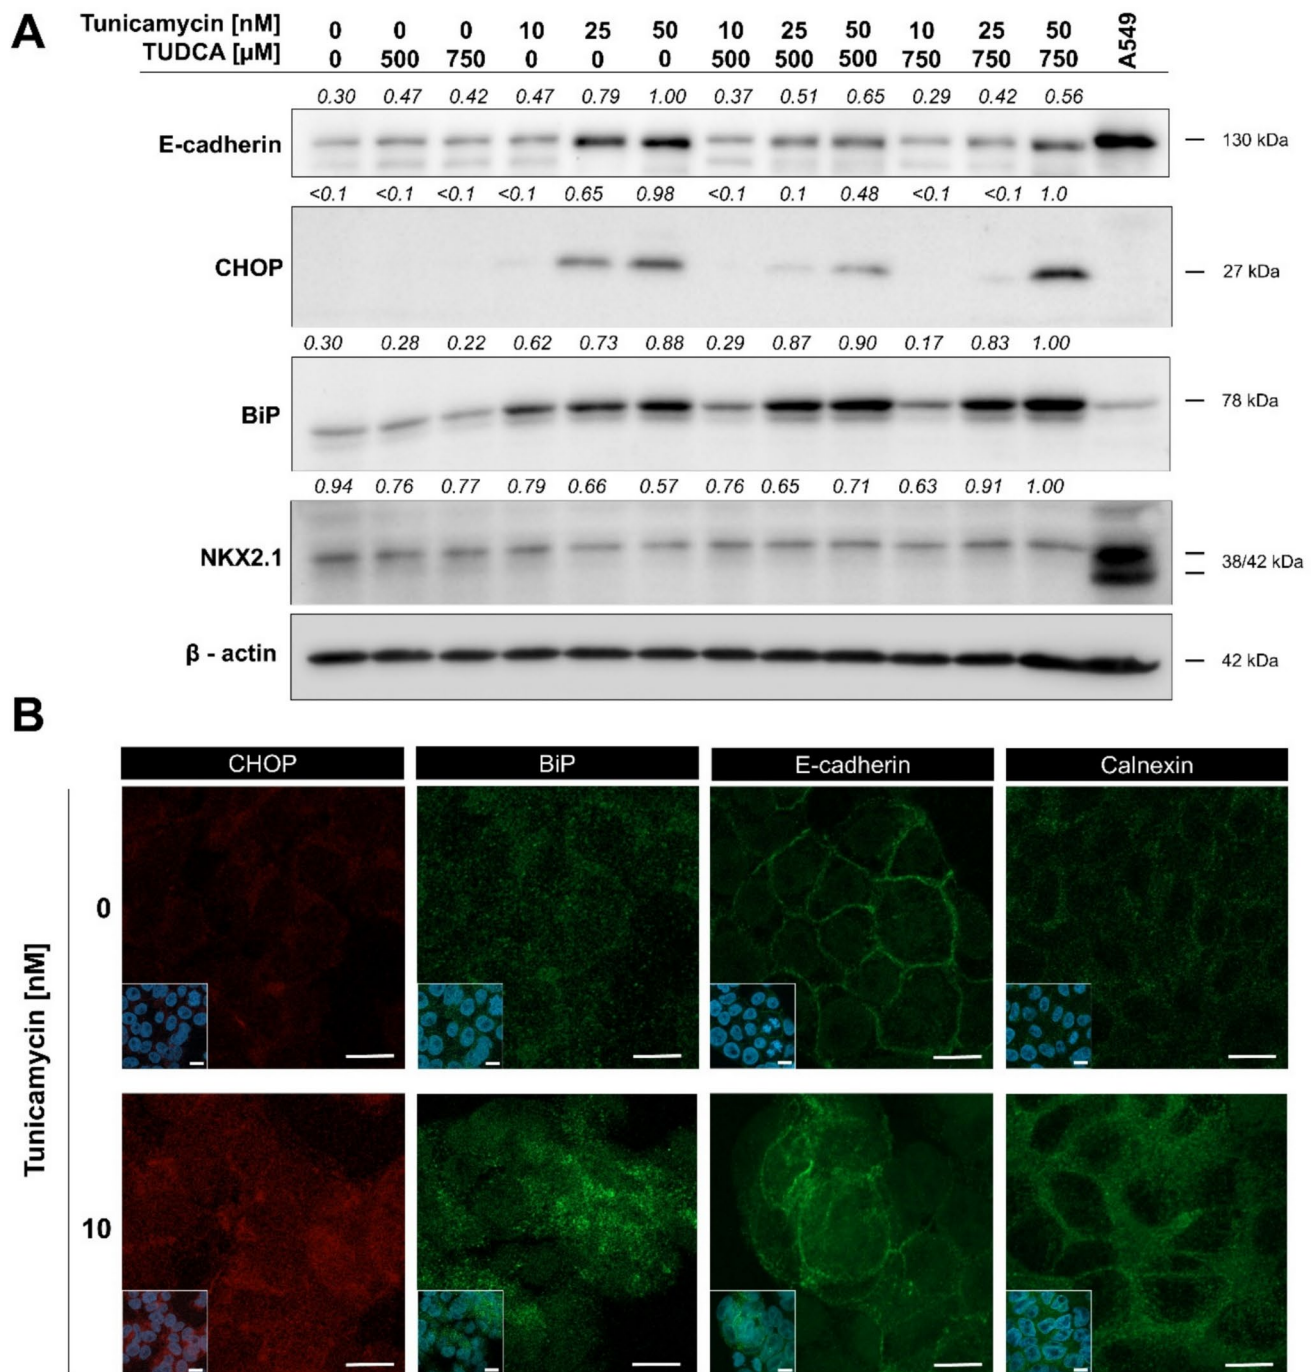 A
Tunicamycin [nM] 0 0 0 10 25 50 10 25 50 10 25 50 A549
TUDCA [µM] 0 500 750 0 0 0 500 500 500 750 750 750
0.30 0.47 0.42 0.47 0.79 1.00 0.37 0.51 0.65 0.29 0.42 0.56
E-cadherin 130 kDa
<0.1 <0.1 <0.1 <0.1 0.65 0.98 <0.1 0.1 0.48 <0.1 <0.1 1.0
CHOP 27 kDa
0.30 0.28 0.22 0.62 0.73 0.88 0.29 0.87 0.90 0.17 0.83 1.00
BiP 78 kDa
0.94 0.76 0.77 0.79 0.66 0.57 0.76 0.65 0.71 0.63 0.91 1.00
NKX2.1 38/42 kDa
β - actin 42 kDa
B
CHOP BiP E-cadherin Calnexin
Tunicamycin [nM]
0
10